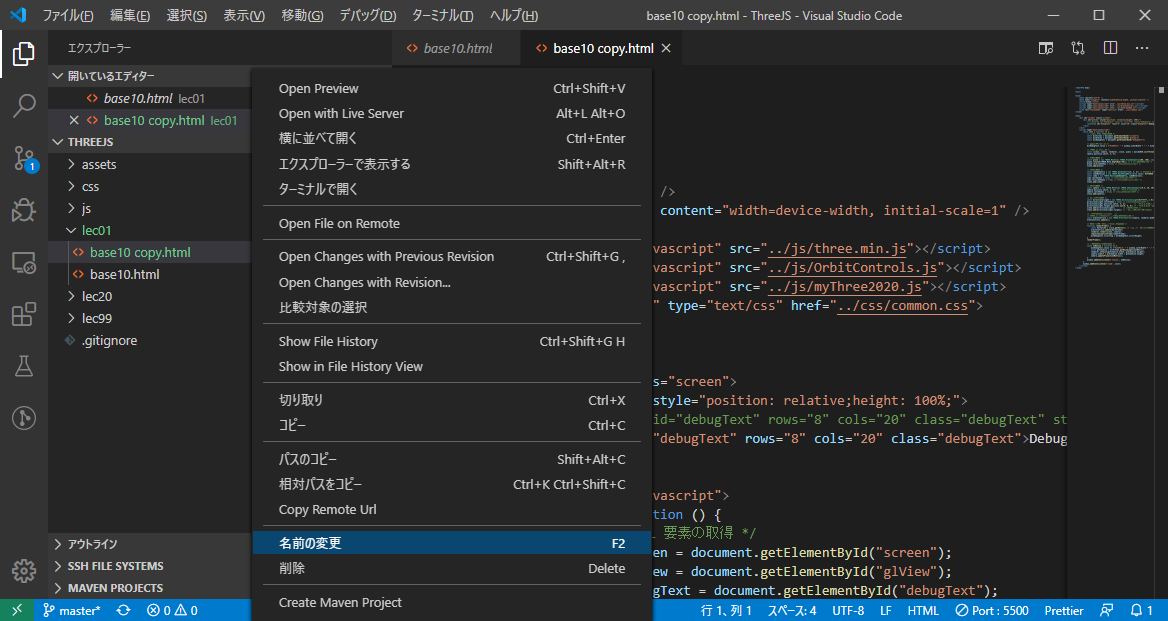 ファイル(F) 編集(E) 選択(S) 表示(V) 移動(G) デバッグ(D) ターミナル(T) ヘルプ(H) base10 copy.html - ThreeJS - Visual Studio Code
エクスプローラー
base10.html
base10 copy.html
開いているエディター
base10.html lec01
base10 copy.html lec01
THREEJS
assets
css
js
lec01
base10 copy.html
base10.html
lec20
lec99
.gitignore
アウトライン
SSH FILE SYSTEMS
MAVEN PROJECTS
1
Open Preview Ctrl+Shift+V
Open with Live Server Alt+L Alt+O
横に並べて開く Ctrl+Enter
エクスプローラーで表示する Shift+Alt+R
ターミナルで開く
Open File on Remote
Open Changes with Previous Revision Ctrl+Shift+G ,
Open Changes with Revision...
比較対象の選択
Show File History Ctrl+Shift+G H
Show in File History View
切り取り Ctrl+X
コピー Ctrl+C
パスのコピー Shift+Alt+C
相対パスをコピー Ctrl+K Ctrl+Shift+C
Copy Remote Url
名前の変更 F2
削除 Delete
Create Maven Project
/>
content="width=device-width, initial-scale=1" />
vascript" src="../js/three.min.js"></script>
vascript" src="../js/OrbitControls.js"></script>
vascript" src="../js/myThree2020.js"></script>
" type="text/css" href="../css/common.css">
s="screen">
style="position: relative;height: 100%;">
id="debugText" rows="8" cols="20" class="debugText" st
"debugText" rows="8" cols="20" class="debugText">Debug
vascript">
tion () {
要素の取得 */
en = document.getElementById("screen");
ew = document.getElementById("glView");
gText = document.getElementById("debugText");
master* 0 0 行 1、列 1 スペース: 4 UTF-8 LF HTML Port : 5500 Prettier 1